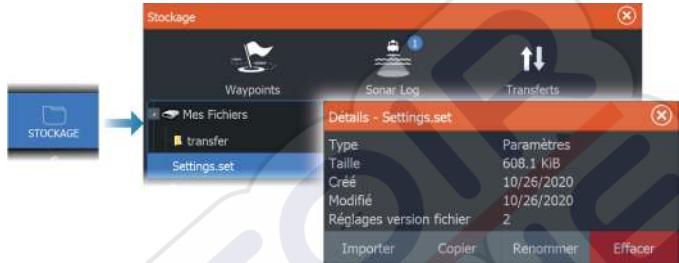 Stockage
1
Waypoints
Sonar Log
Transferts
STOCKAGE
Mes Fichiers
transfer
Settings.set
Détails - Settings.set
Type Paramètres
Taille 608.1 KiB
Créé 10/26/2020
Modifié 10/26/2020
Réglages version fichier 2
Importer Copier Renommer Effacer